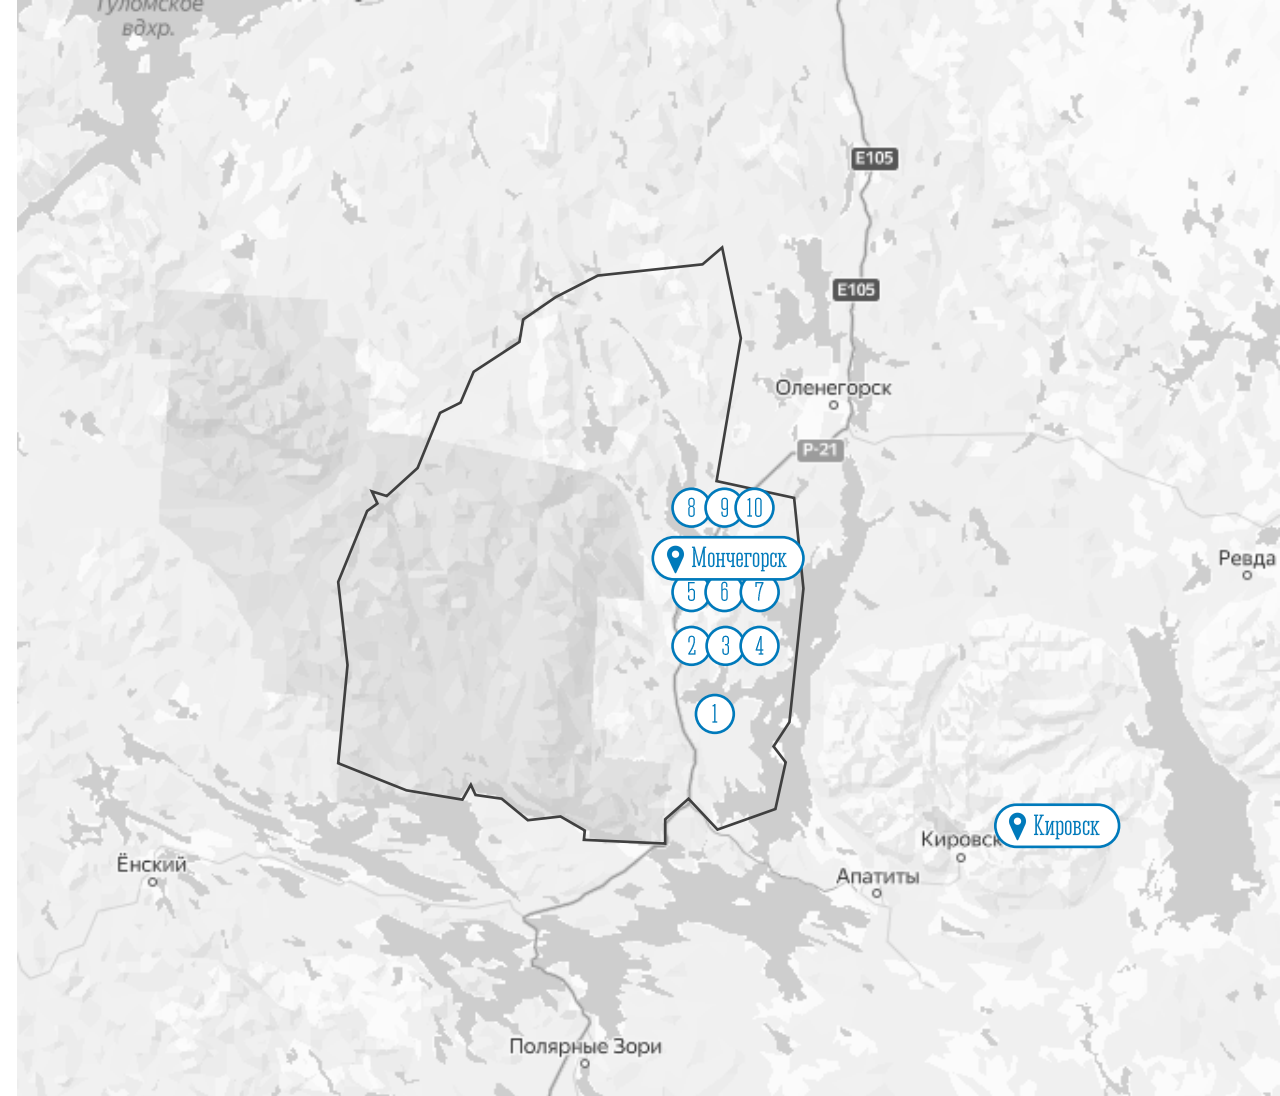 Туломское
вдхр.
E105
E105
Оленегорск
Р-21
8 9 10
Мончегорск
Ревда
5 6 7
2 3 4
1
Кировск
Кировск
Ёнский
Апатиты
Полярные Зори